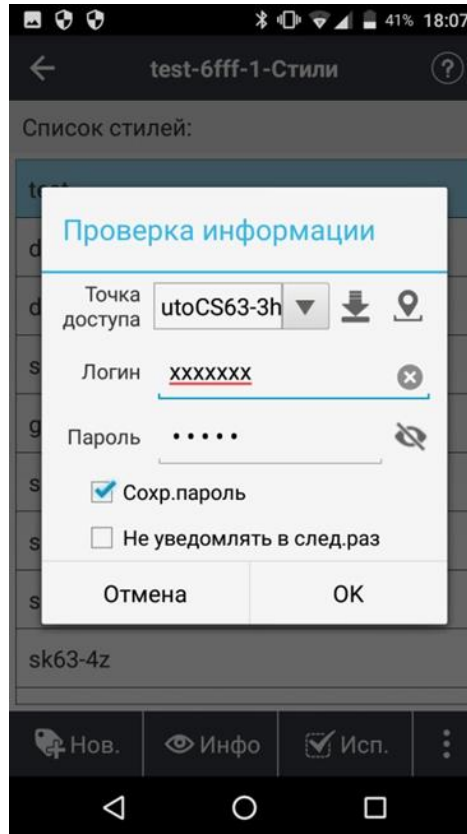 41% 18:07
test-6fff-1-Стили
Список стилей:
Проверка информации
Точка
доступа
utoCS63-3h
Логин
xxxxxxx
Пароль
•••••
Сохр.пароль
Не уведомлять в след.раз
Отмена
OK
sk63-4z
Нов.
Инфо
Исп.